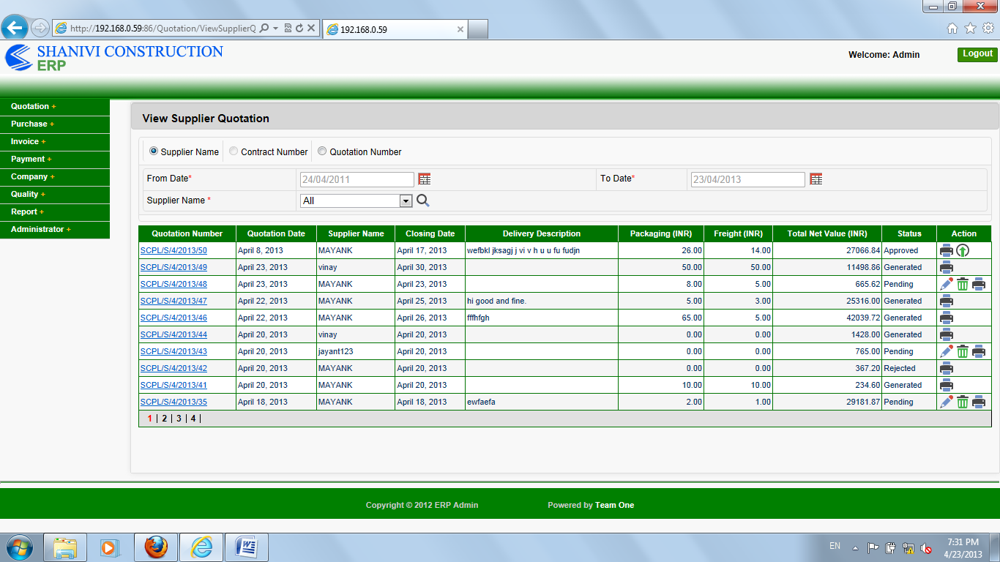 http://192.168.0.59:86/Quotation/ViewSupplierQ
192.168.0.59
SHANIVI CONSTRUCTION
ERP
Welcome: Admin
Logout
Quotation +
Purchase +
Invoice +
Payment +
Company +
Quality +
Report +
Administrator +
View Supplier Quotation
Supplier Name Contract Number Quotation Number
From Date* 24/04/2011 To Date* 23/04/2013
Supplier Name * All
Quotation Number Quotation Date Supplier Name Closing Date Delivery Description Packaging (INR) Freight (INR) Total Net Value (INR) Status Action
SCPL/S/4/2013/50 April 8, 2013 MAYANK April 17, 2013 wefbkl jksagj j vi v h u u fu fudjn 26.00 14.00 27066.84 Approved
SCPL/S/4/2013/49 April 23, 2013 vinay April 30, 2013 50.00 50.00 11498.86 Generated
SCPL/S/4/2013/48 April 23, 2013 MAYANK April 23, 2013 8.00 5.00 665.62 Pending
SCPL/S/4/2013/47 April 22, 2013 MAYANK April 25, 2013 hi good and fine. 5.00 3.00 25316.00 Generated
SCPL/S/4/2013/46 April 22, 2013 MAYANK April 26, 2013 fffhfgh 65.00 5.00 42039.72 Generated
SCPL/S/4/2013/44 April 20, 2013 vinay April 20, 2013 0.00 0.00 1428.00 Generated
SCPL/S/4/2013/43 April 20, 2013 jayant123 April 20, 2013 0.00 0.00 765.00 Pending
SCPL/S/4/2013/42 April 20, 2013 MAYANK April 20, 2013 0.00 0.00 367.20 Rejected
SCPL/S/4/2013/41 April 20, 2013 MAYANK April 20, 2013 10.00 10.00 234.60 Generated
SCPL/S/4/2013/35 April 18, 2013 MAYANK April 18, 2013 ewfaefa 2.00 1.00 29181.87 Pending
1 | 2 | 3 | 4 |
Copyright © 2012 ERP Admin Powered by Team One
EN
7:31 PM
4/23/2013